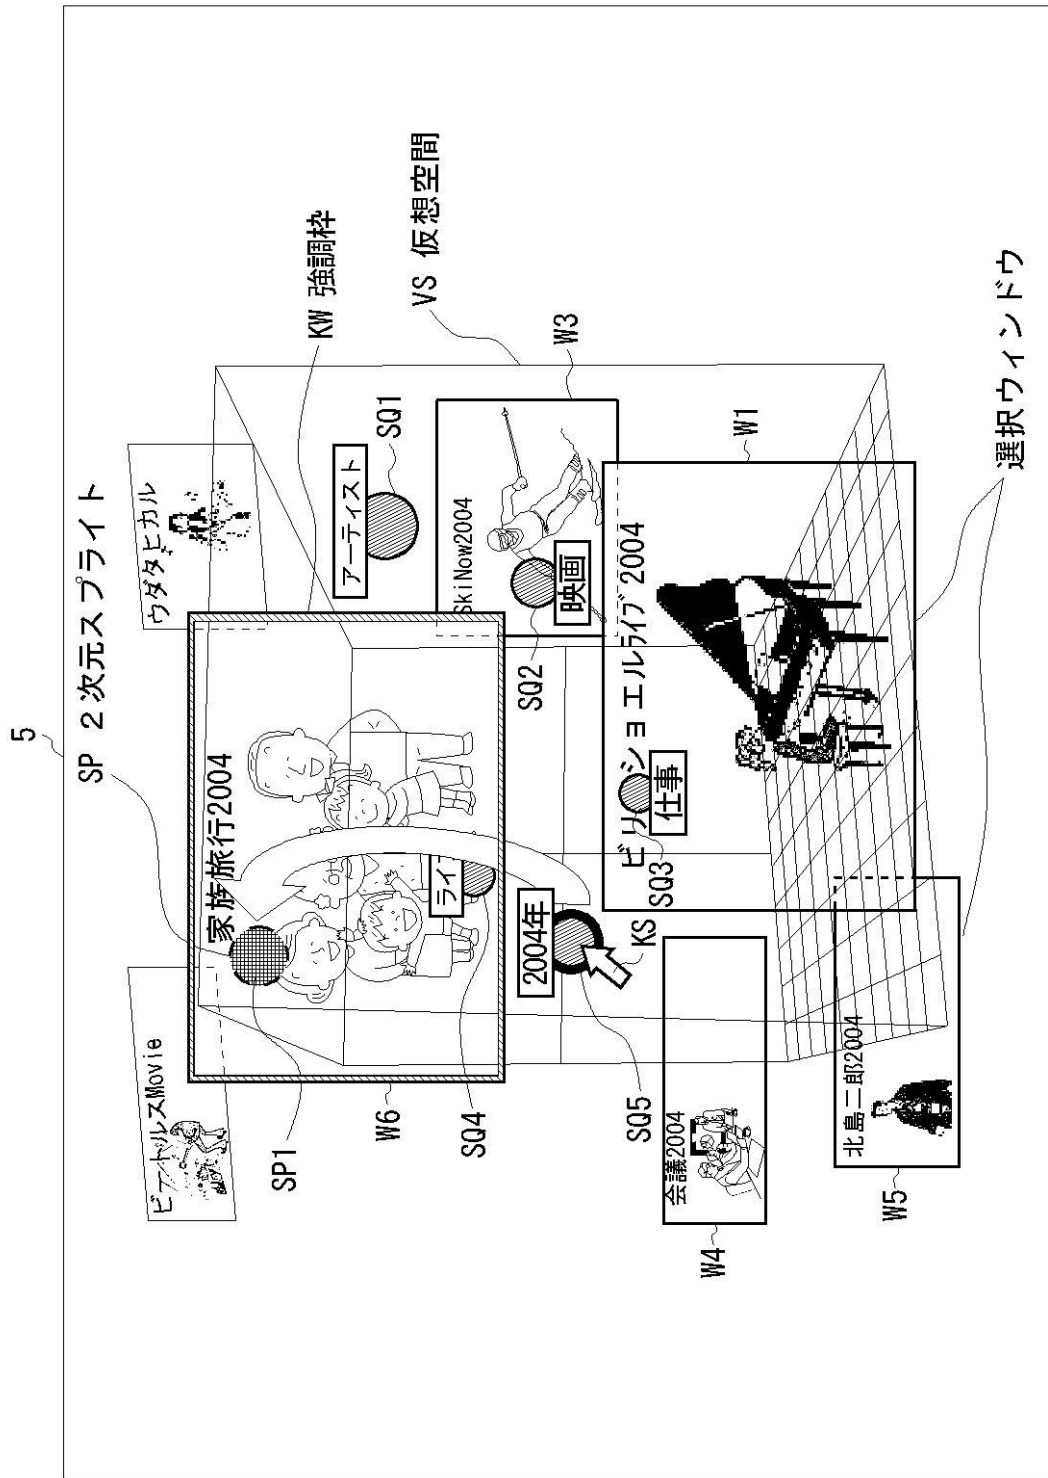 5
SP ２次元スプライト
ビートルスMovie
ウダタヒカル
家族旅行2004
SP1
KW 強調枠
アーティスト
W6
SQ1
VS 仮想空間
ライ
SkiNow2004
SQ4
2004年
SQ2
W3
映画
ビリ ショエルライブ 2004
SQ5
KS
SQ3
仕事
会議2004
W4
W1
北島二郎2004
W5
選択ウィンドウ